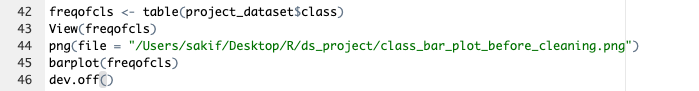 42 freqofcls <- table(project_dataset$class)
43 View(freqofcls)
44 png(file = "/Users/sakif/Desktop/R/ds_project/class_bar_plot_before_cleaning.png")
45 barplot(freqofcls)
46 dev.off()